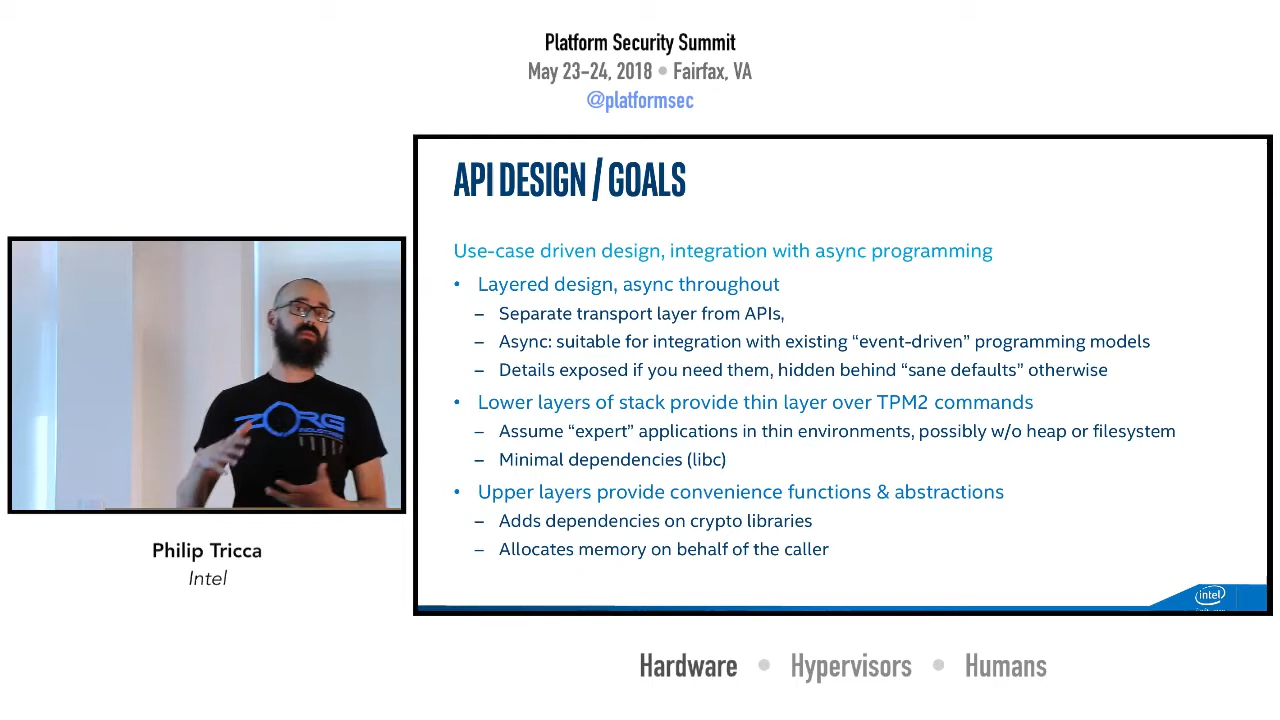 Platform Security Summit
May 23-24, 2018 • Fairfax, VA
@platformsec
API DESIGN / GOALS
Use-case driven design, integration with async programming
• Layered design, async throughout
– Separate transport layer from APIs,
– Async: suitable for integration with existing “event-driven” programming models
– Details exposed if you need them, hidden behind “sane defaults” otherwise
• Lower layers of stack provide thin layer over TPM2 commands
– Assume “expert” applications in thin environments, possibly w/o heap or filesystem
– Minimal dependencies (libc)
• Upper layers provide convenience functions & abstractions
– Adds dependencies on crypto libraries
– Allocates memory on behalf of the caller
intel
ZORG
INDUSTRIES
Philip Tricca
Intel
Hardware • Hypervisors • Humans